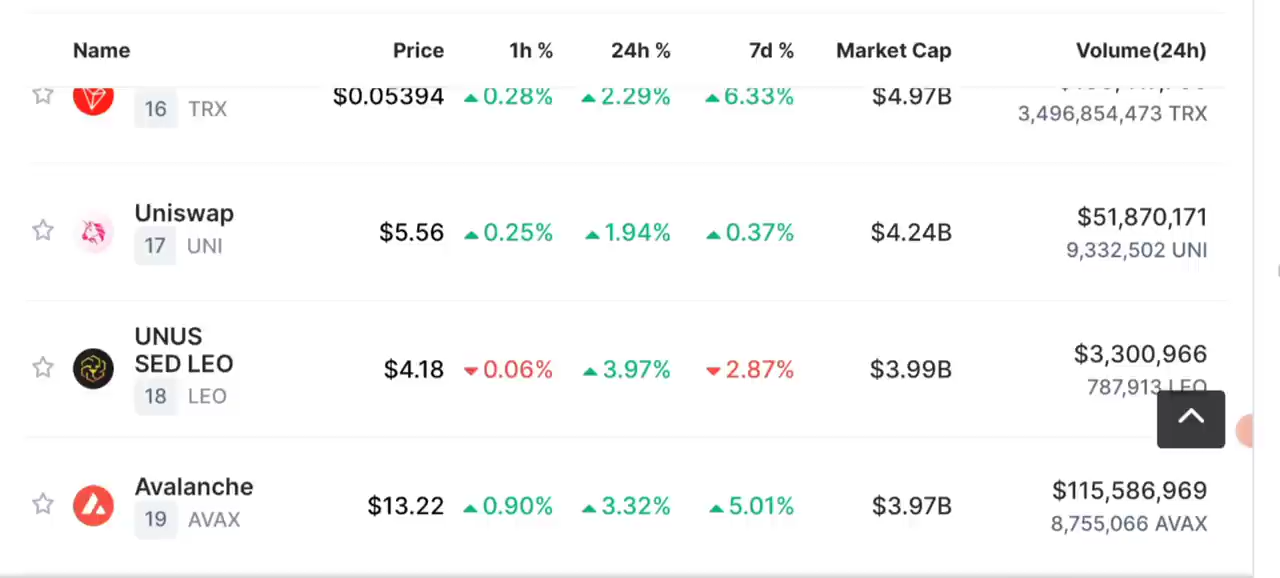 Name Price 1h % 24h % 7d % Market Cap Volume(24h)
$0.05394 0.28% 2.29% 6.33% $4.97B
16 TRX 3,496,854,473 TRX
Uniswap $51,870,171
$5.56 0.25% 1.94% 0.37% $4.24B
17 UNI 9,332,502 UNI
UNUS
SED LEO $3,300,966
$4.18 0.06% 3.97% 2.87% $3.99B
18 LEO 787,913 LEO
Avalanche $115,586,969
$13.22 0.90% 3.32% 5.01% $3.97B
19 AVAX 8,755,066 AVAX